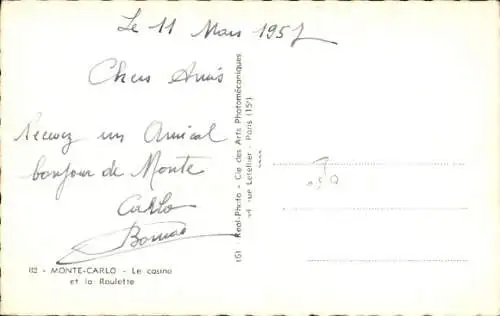 Le 11 Mars 1957
Chers Amis
Recevez un Amical
bonjour de Monte
Carlo
112 - MONTE-CARLO - Le casino
et la Roulette
(G) Real-Photo - Cie des Arts Photomécaniques
rue Letellier - Paris (15e)